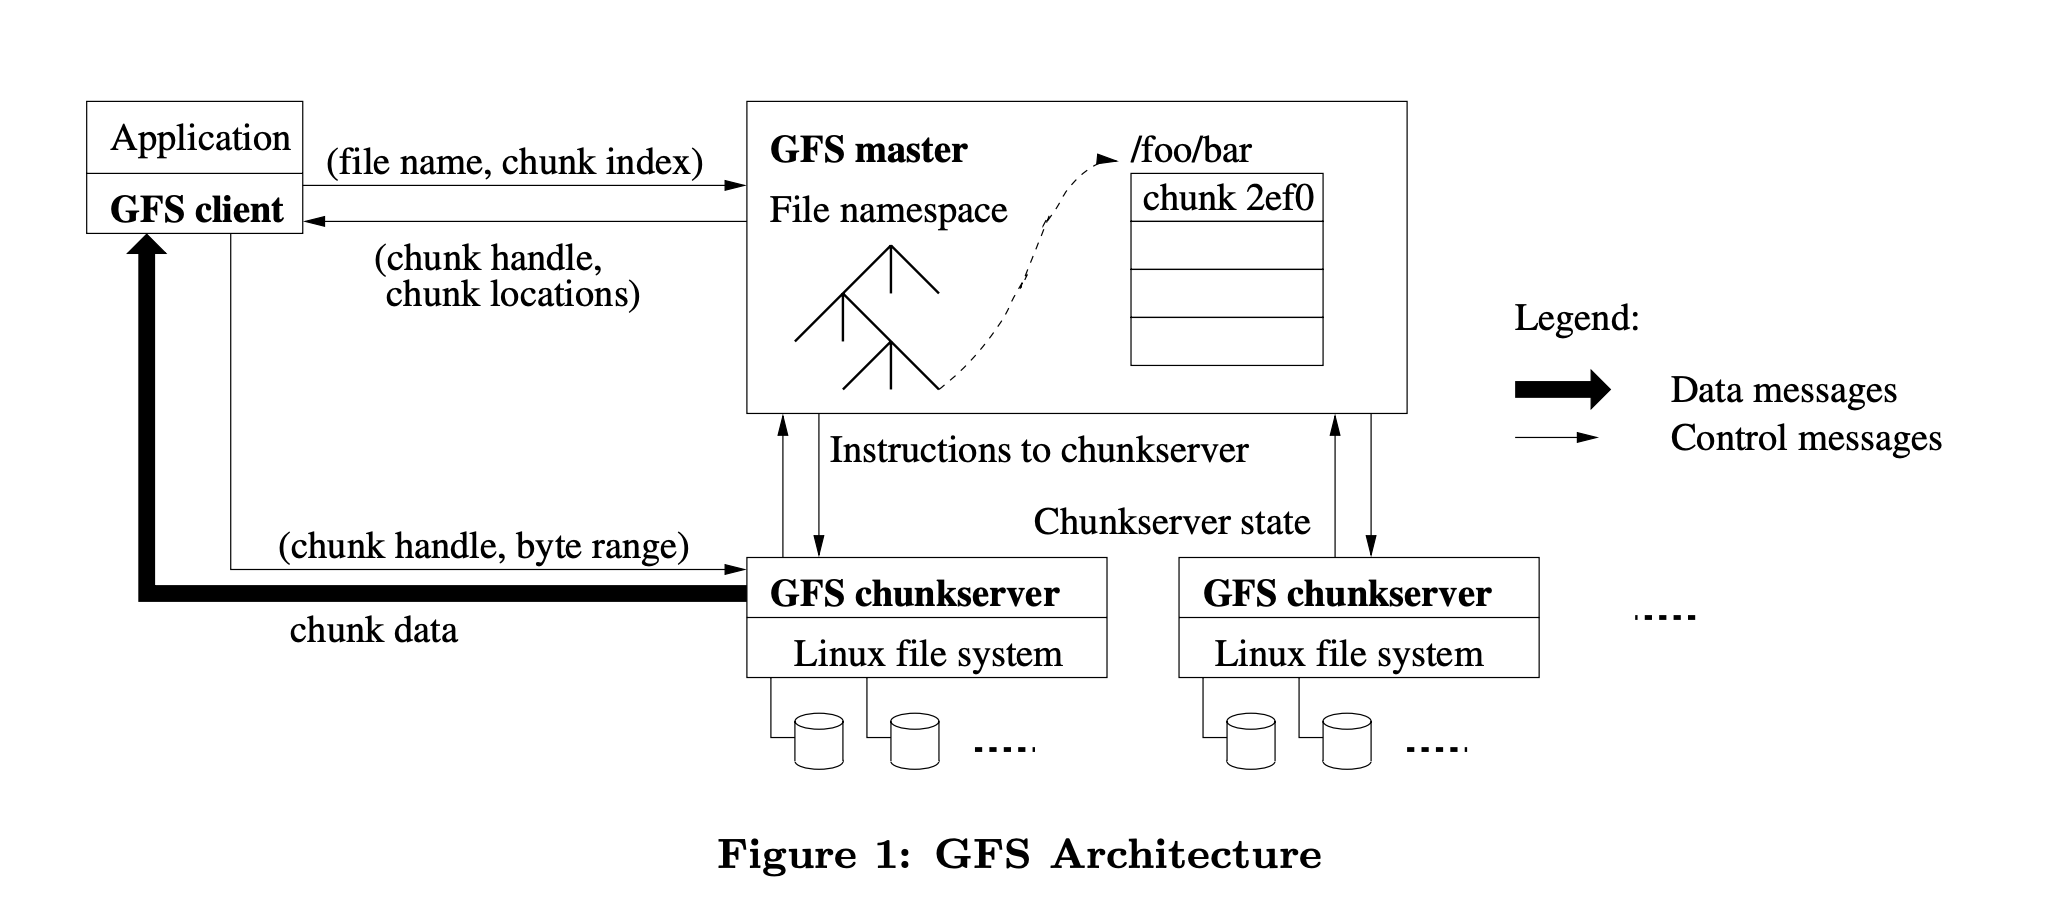 Application
GFS client
(file name, chunk index)
(chunk handle,
chunk locations)
GFS master
File namespace
/foo/bar
chunk 2ef0
Legend:
Data messages
Control messages
Instructions to chunkserver
Chunkserver state
(chunk handle, byte range)
chunk data
GFS chunkserver
Linux file system
GFS chunkserver
Linux file system
Figure 1: GFS Architecture